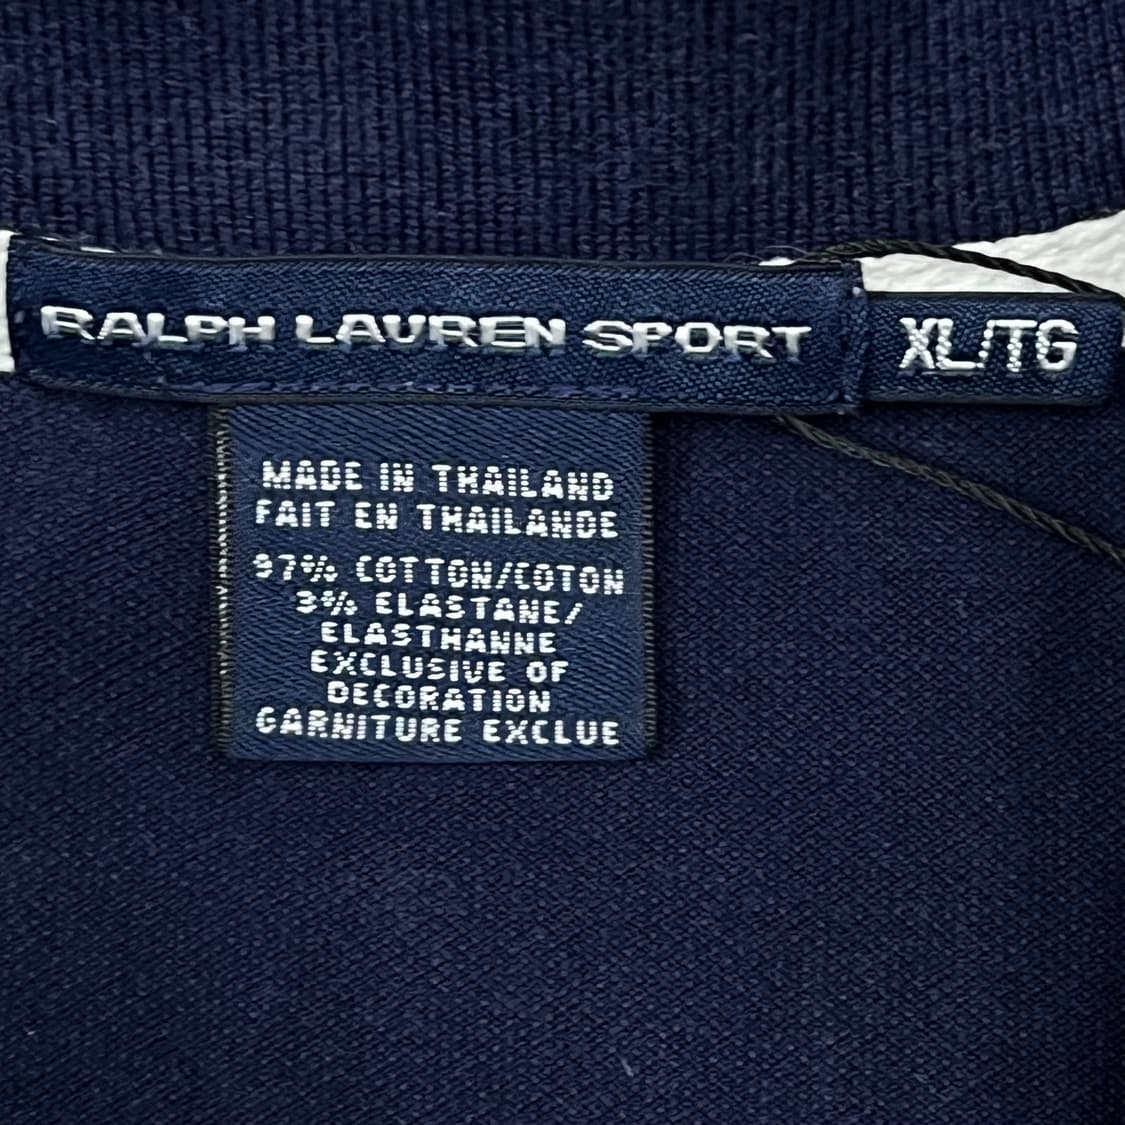 RALPH LAUREN SPORT
XL/TG
MADE IN THAILAND
FAIT EN THAILANDE
97% COTTON/COTON
3% ELASTANE/
ELASTHANNE
EXCLUSIVE OF
DECORATION
GARNITURE EXCLUE